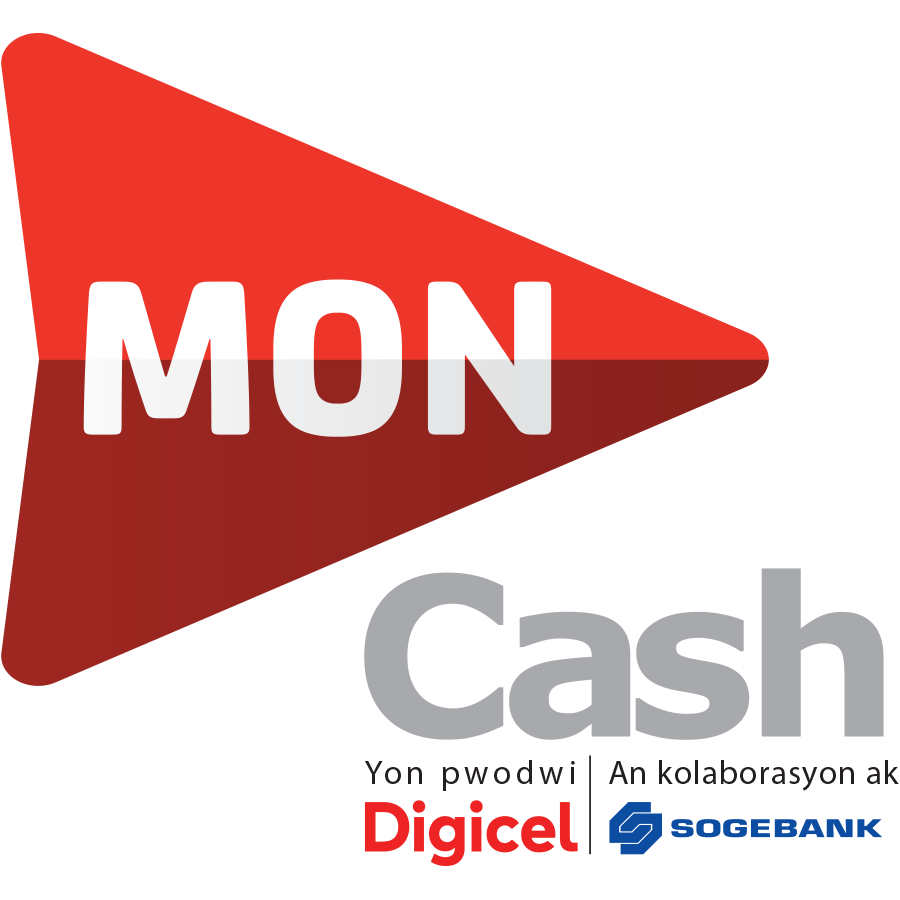 MON
Cash
Yon pwodwi
Digicel
An kolaborasyon ak
SOGEBANK